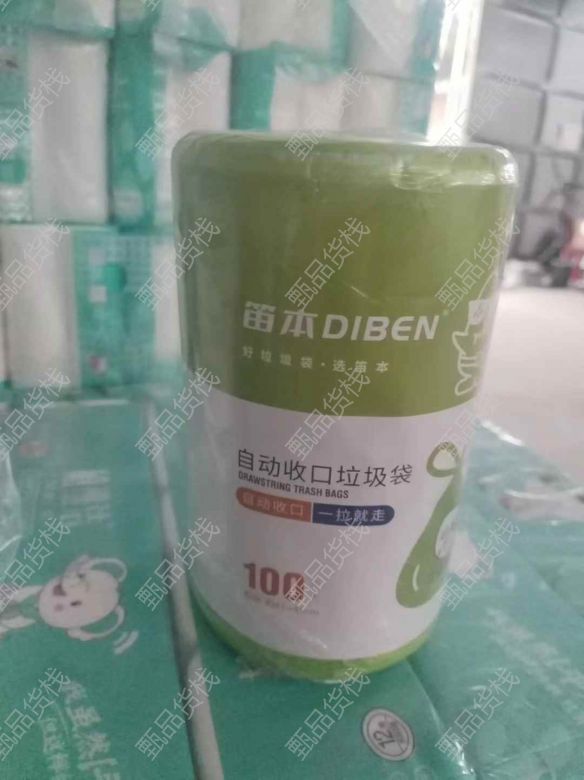 笛本DIBEN
好垃圾袋·选笛本
自动收口垃圾袋
DRAWSTRING TRASH BAGS
自动收口 一拉就走
100
甄品货栈